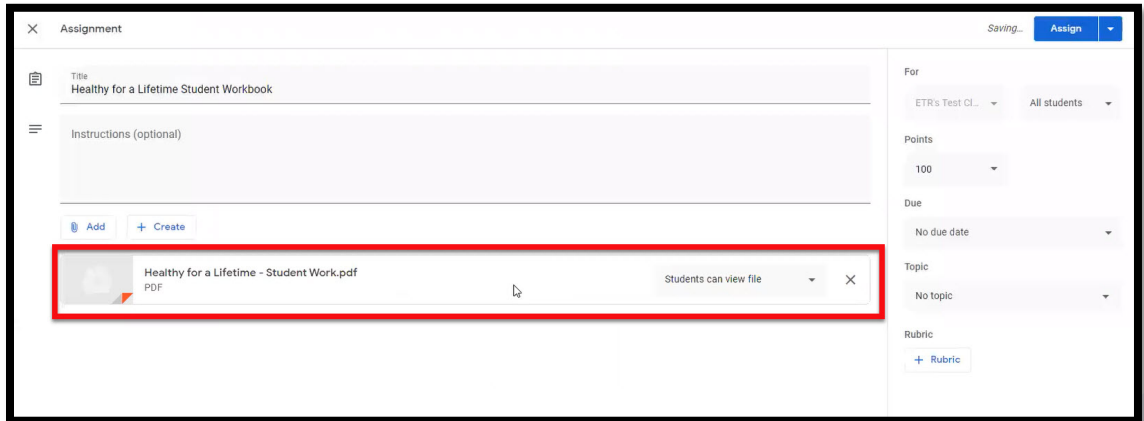 Assignment
Saving...
Assign
Title
Healthy for a Lifetime Student Workbook
Instructions (optional)
Add
+ Create
Healthy for a Lifetime - Student Work.pdf
PDF
Students can view file
For
ETR's Test Cl...
All students
Points
100
Due
No due date
Topic
No topic
Rubric
+ Rubric